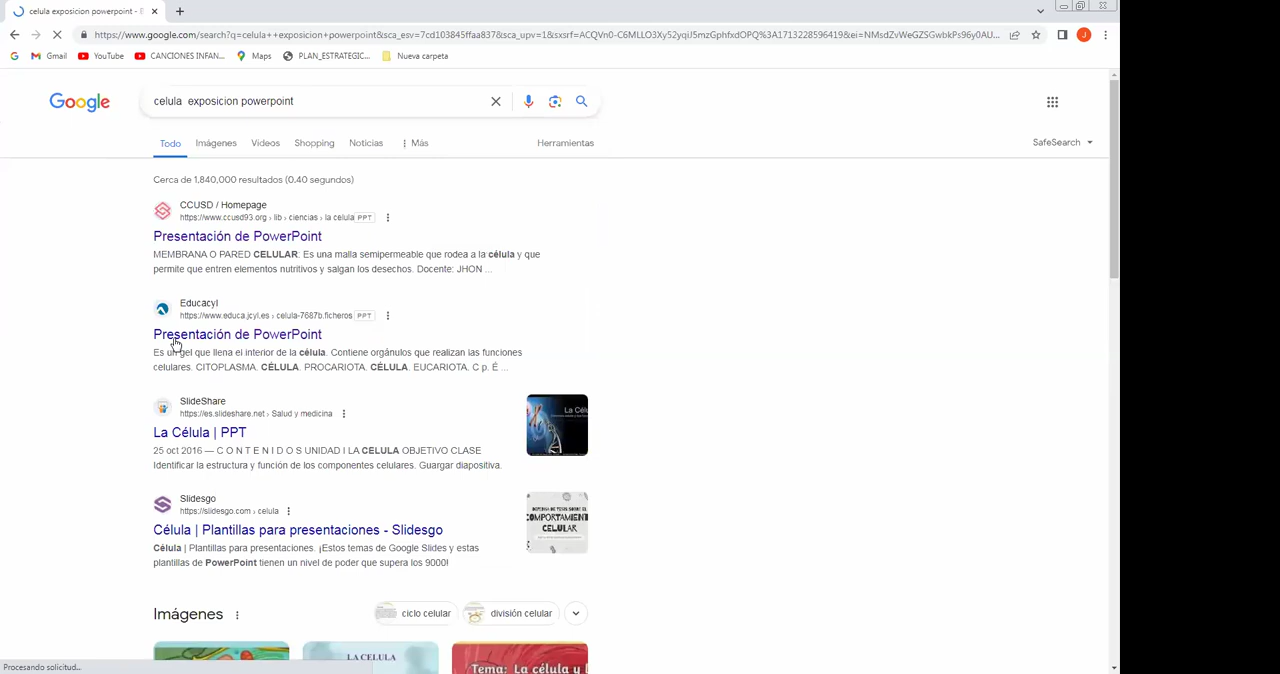 celula exposicion powerpoint - B
https://www.google.com/search?q=celula++exposicion+powerpoint&sca_esv=7cd103845ffaa837&sca_upv=1&sxsrf=ACQVn0-C6MLLO3Xy52yqiJ5mzGphfxdOPQ%3A1713228596419&ei=NMsdZvWeGZSGwbkPs96y0AU...
J
G
Gmail
YouTube
CANCIONES INFAN...
Maps
PLAN_ESTRATEGIC...
Nueva carpeta
Google
celula  exposicion powerpoint
Todo
Imágenes
Videos
Shopping
Noticias
Más
Herramientas
SafeSearch
Cerca de 1,840,000 resultados (0.40 segundos)
CCUSD / Homepage
https://www.ccusd93.org › lib › ciencias › la celula PPT
Presentación de PowerPoint
MEMBRANA O PARED CELULAR: Es una malla semipermeable que rodea a la célula y que
permite que entren elementos nutritivos y salgan los desechos. Docente: JHON ...
Educacyl
https://www.educa.jcyl.es › celula-7687b.ficheros PPT
Presentación de PowerPoint
Es un gel que llena el interior de la célula. Contiene orgánulos que realizan las funciones
celulares. CITOPLASMA. CÉLULA. PROCARIOTA. CÉLULA. EUCARIOTA. C p. É ...
SlideShare
https://es.slideshare.net › Salud y medicina
La Célula | PPT
25 oct 2016 — C O N T E N I D O S UNIDAD I LA CELULA OBJETIVO CLASE
Identificar la estructura y función de los componentes celulares. Guargar diapositiva.
La Célu
Slidesgo
https://slidesgo.com › celula
Célula | Plantillas para presentaciones - Slidesgo
Célula | Plantillas para presentaciones. ¡Estos temas de Google Slides y estas
plantillas de PowerPoint tienen un nivel de poder que supera los 9000!
DEFENSA DE TESIS SOBRE EL
COMPORTAMIENT
CELULAR
Imágenes
ciclo celular
división celular
LA CELULA
Tema: La célula y l
Procesando solicitud...